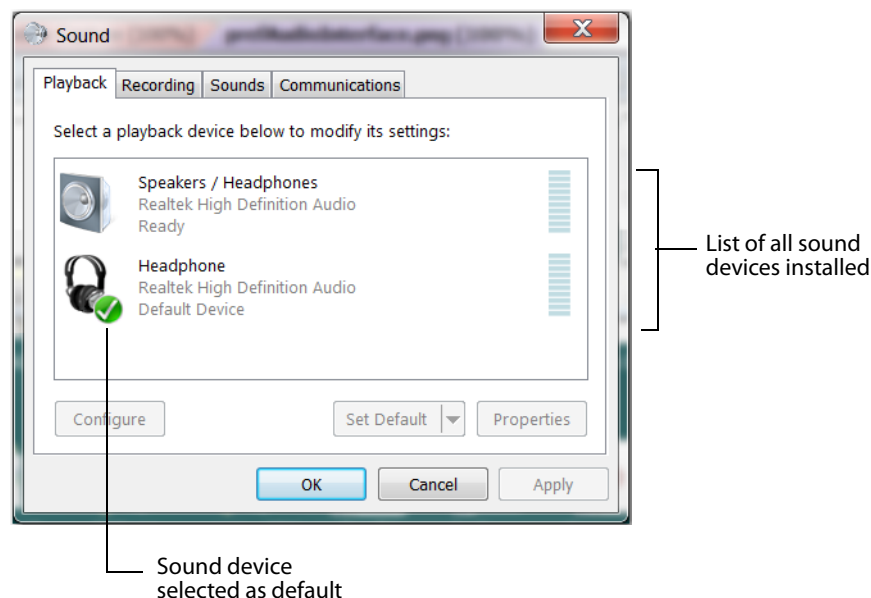 Sound
Playback Recording Sounds Communications
Select a playback device below to modify its settings:
Speakers / Headphones
Realtek High Definition Audio
Ready
Headphone
Realtek High Definition Audio
Default Device
Configure Set Default Properties
OK Cancel Apply
List of all sound
devices installed
Sound device
selected as default